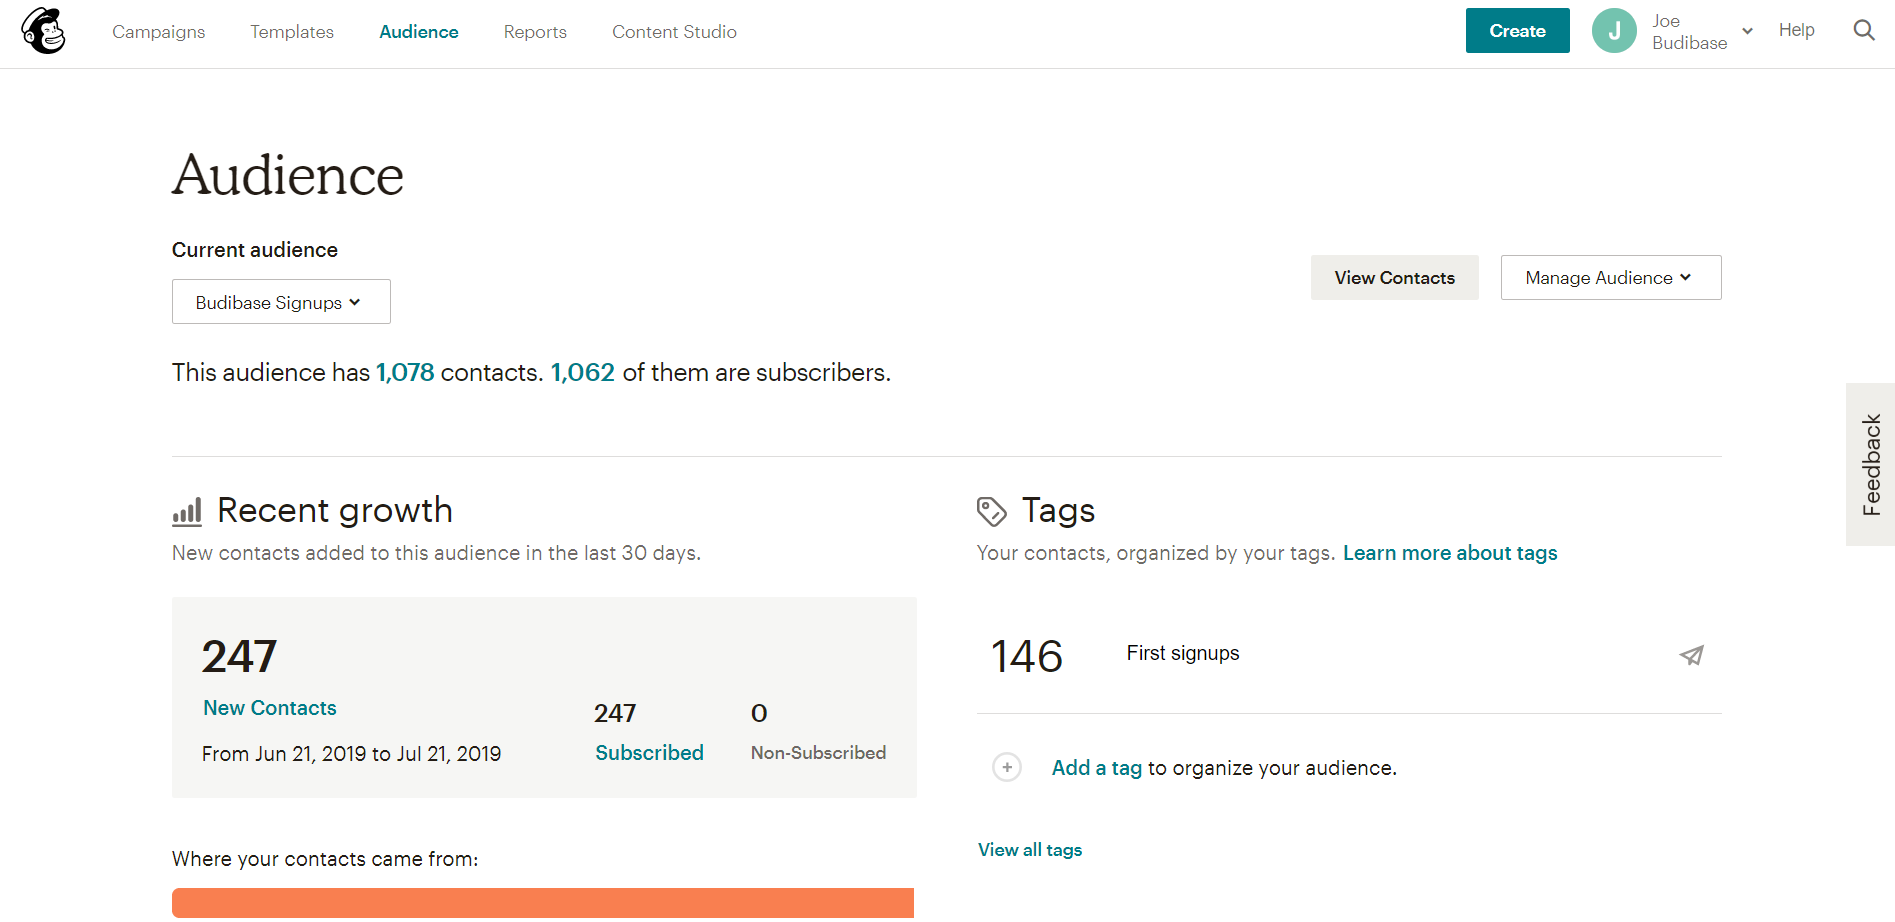 Campaigns Templates Audience Reports Content Studio Create J Joe Budibase Help
Audience
Current audience
Budibase Signups
View Contacts Manage Audience
This audience has 1,078 contacts. 1,062 of them are subscribers.
Feedback
Recent growth
New contacts added to this audience in the last 30 days.
247
New Contacts
From Jun 21, 2019 to Jul 21, 2019
247
Subscribed
0
Non-Subscribed
Where your contacts came from:
Tags
Your contacts, organized by your tags. Learn more about tags
146 First signups
Add a tag to organize your audience.
View all tags